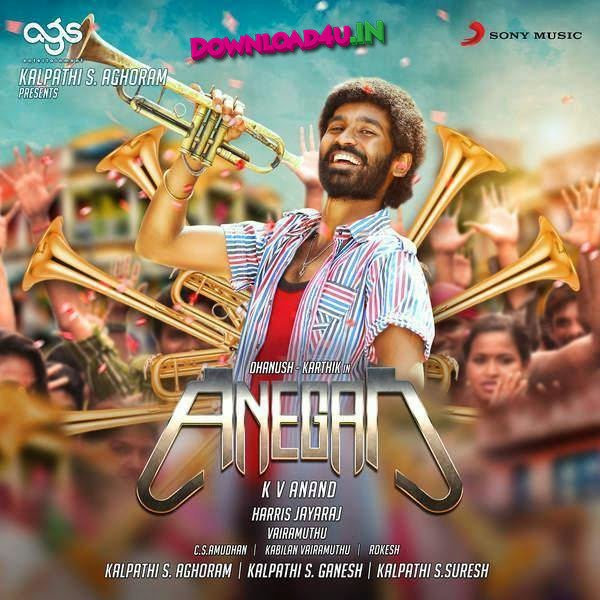 ags
entertainment
KALPATHI S. AGHORAM
PRESENTS
DOWNLOAD4U.IN
SONY MUSIC
DHANUSH - KARTHIK IN
ANEGAN
K V ANAND
HARRIS JAYARAJ
VAIRAMUTHU
C.S.AMUDHAN | KABILAN VAIRAMUTHU | ROKESH
KALPATHI S. AGHORAM | KALPATHI S. GANESH | KALPATHI S.SURESH